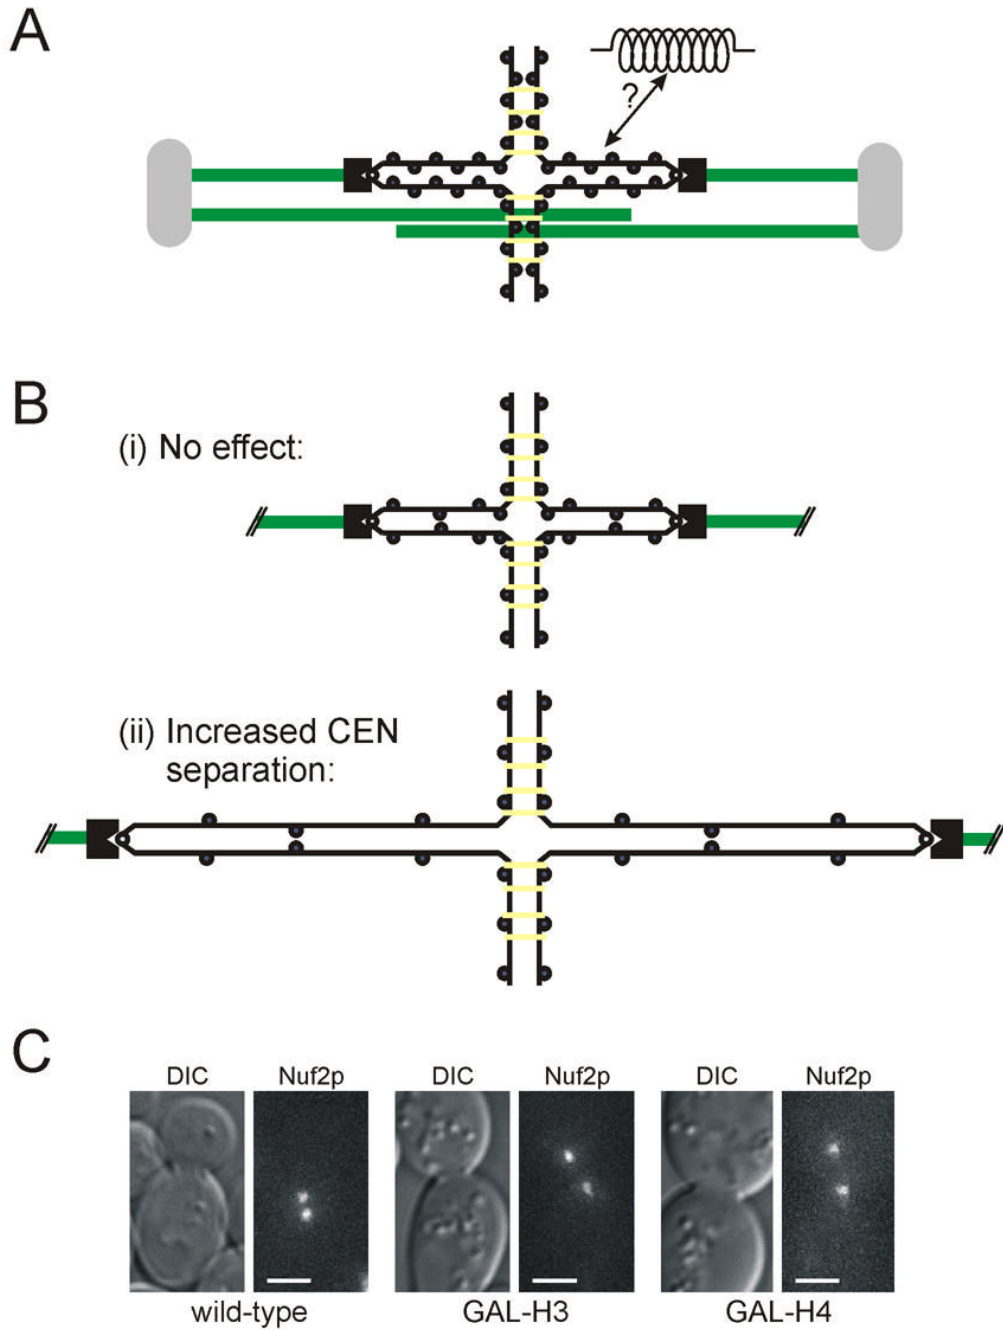 A
?
B
(i) No effect:
(ii) Increased CEN
separation:
C
DIC Nuf2p DIC Nuf2p DIC Nuf2p
wild-type GAL-H3 GAL-H4